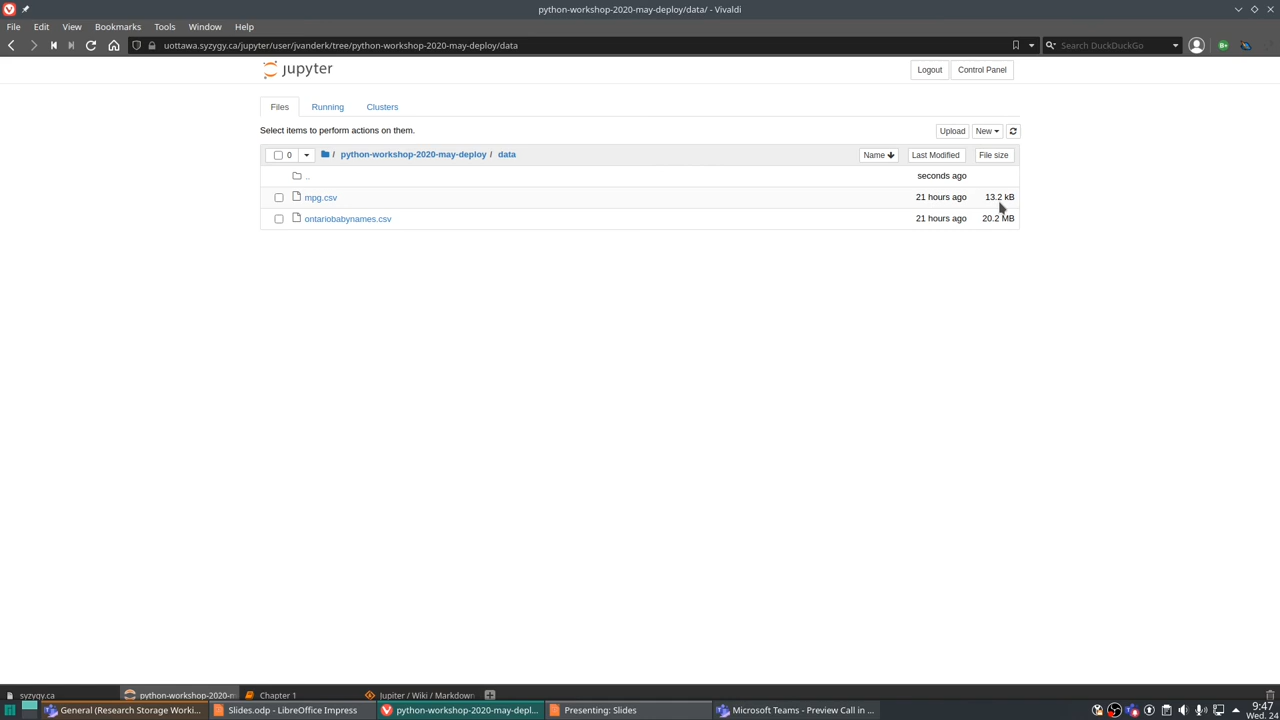 python-workshop-2020-may-deploy/data/ - Vivaldi
File Edit View Bookmarks Tools Window Help
uottawa.syzygy.ca/jupyter/user/jvanderk/tree/python-workshop-2020-may-deploy/data
Search DuckDuckGo
jupyter
Logout Control Panel
Files Running Clusters
Select items to perform actions on them.
Upload New
0 / python-workshop-2020-may-deploy / data Name Last Modified File size
.. seconds ago
mpg.csv 21 hours ago 13.2 kB
ontariobabynames.csv 21 hours ago 20.2 MB
syzygy.ca python-workshop-2020-m Chapter 1 Jupiter / Wiki / Markdown
General (Research Storage Worki... Slides.odp - LibreOffice Impress python-workshop-2020-may-depl... Presenting: Slides Microsoft Teams - Preview Call in ... 9:47
Wed. 24